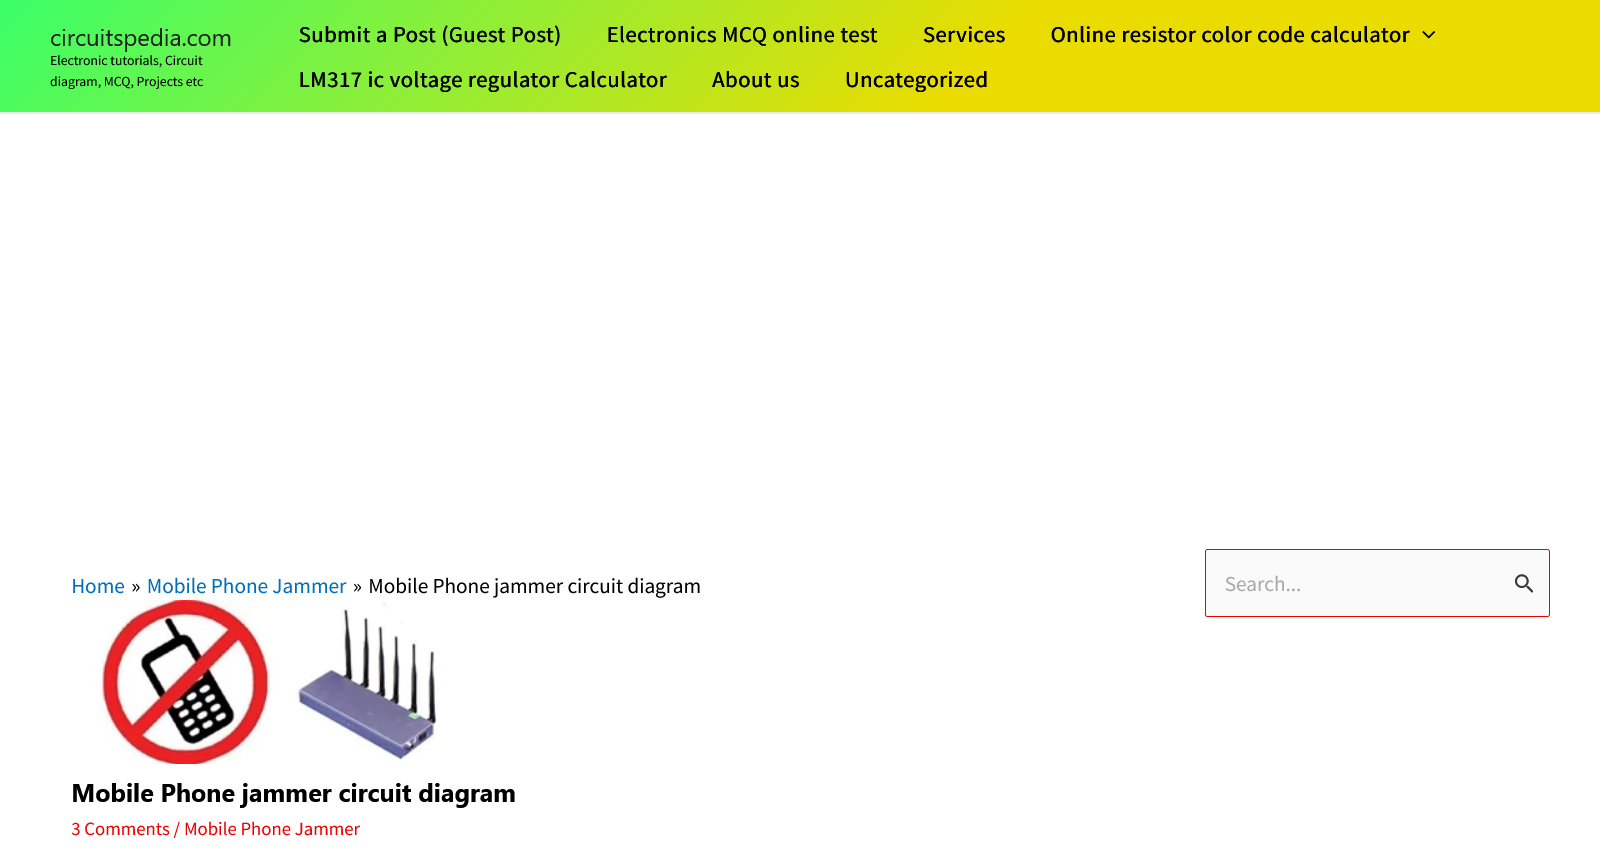 circuitspedia.com
Electronic tutorials, Circuit
diagram, MCQ, Projects etc
Submit a Post (Guest Post) Electronics MCQ online test Services Online resistor color code calculator
LM317 ic voltage regulator Calculator About us Uncategorized
Home » Mobile Phone Jammer » Mobile Phone jammer circuit diagram
Search...
Mobile Phone jammer circuit diagram
3 Comments / Mobile Phone Jammer